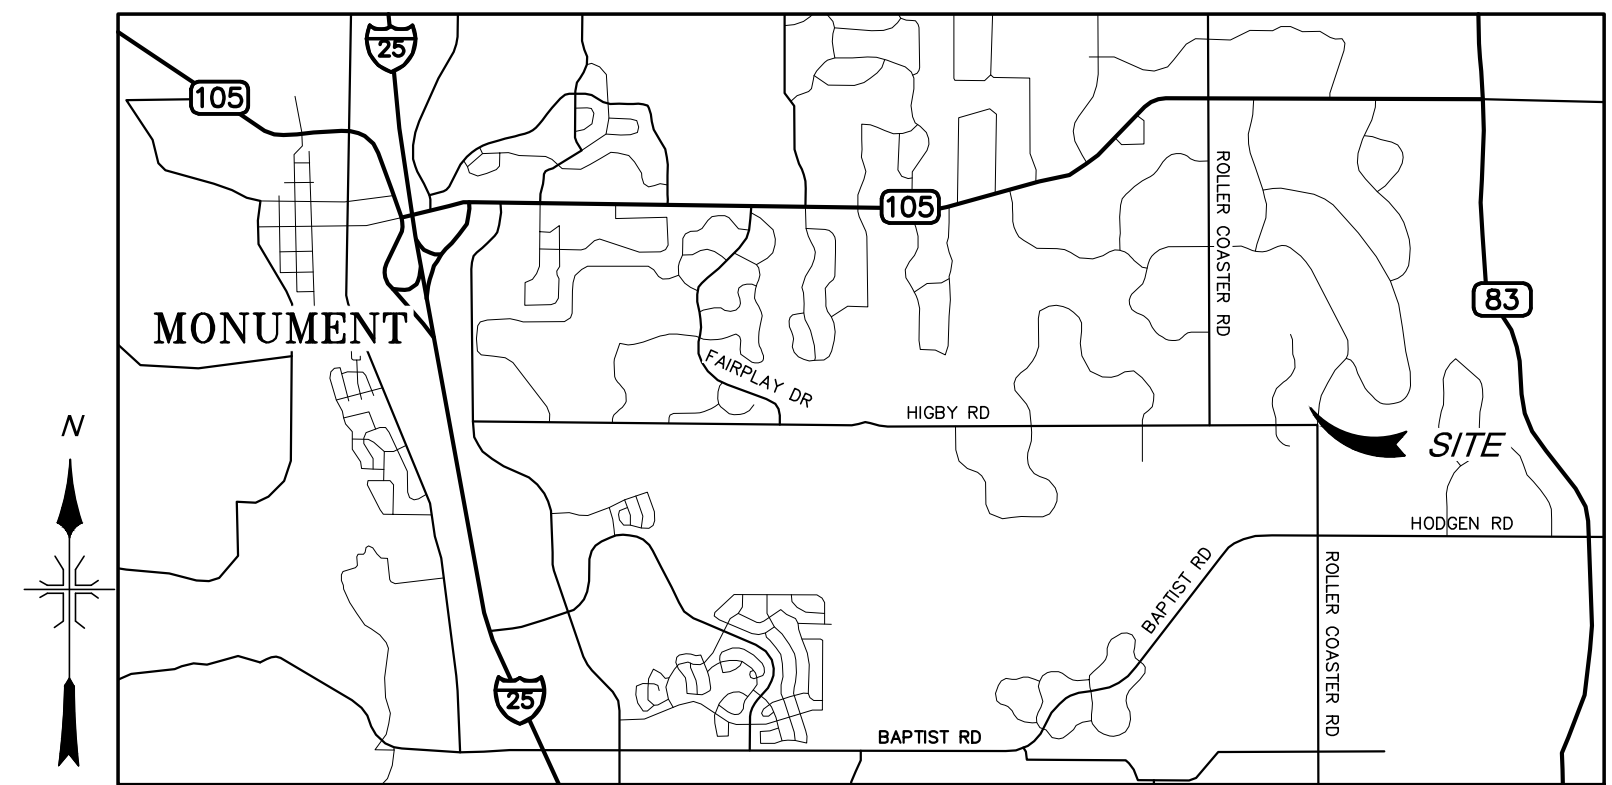 25
105
105
ROLLER COASTER RD
83
MONUMENT
FAIRPLAY DR
HIGBY RD
N
SITE
HODGEN RD
BAPTIST RD
ROLLER COASTER RD
25
BAPTIST RD